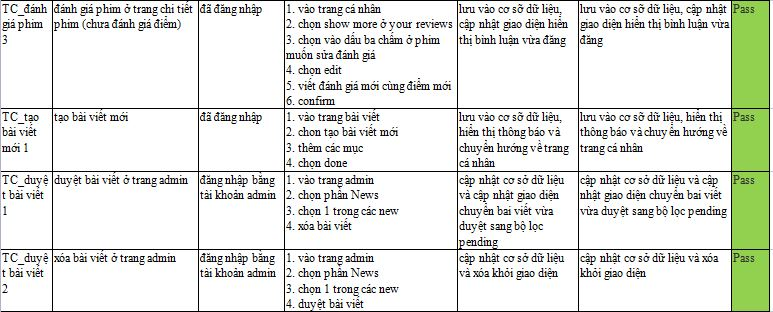 TC_đánh giá phim 3
đánh giá phim ở trang chi tiết phim (chưa đánh giá điểm)
đã đăng nhập
1. vào trang cá nhân
2. chọn show more ở your reviews
3. chọn vào dấu ba chấm ở phim muốn sửa đánh giá
4. chọn edit
5. viết đánh giá mới cùng điểm mới
6. confirm
lưu vào cơ sỡ dữ liệu, cập nhật giao diện hiển thị bình luận vừa đăng
lưu vào cơ sỡ dữ liệu, cập nhật giao diện hiển thị bình luận vừa đăng
Pass
TC_tạo bài viết mới 1
tạo bài viết mới
đã đăng nhập
1. vào trang bài viết
2. chon tạo bài viết mới
3. thêm các mục
4. chọn done
lưu vào cơ sỡ dữ liệu, hiển thị thông báo và chuyển hướng về trang cá nhân
lưu vào cơ sỡ dữ liệu, hiển thị thông báo và chuyển hướng về trang cá nhân
Pass
TC_duyệt bài viết 1
duyệt bài viết ở trang admin
đăng nhập bằng tài khoản admin
1. vào trang admin
2. chọn phần News
3. chọn 1 trong các new
4. xóa bài viết
cập nhật cơ sở dữ liệu và cập nhật giao diện chuyển bai viết vừa duyệt sang bộ lọc pending
cập nhật cơ sở dữ liệu và cập nhật giao diện chuyển bai viết vừa duyệt sang bộ lọc pending
Pass
TC_duyệt bài viết 2
xóa bài viết ở trang admin
đăng nhập bằng tài khoản admin
1. vào trang admin
2. chọn phần News
3. chọn 1 trong các new
4. duyệt bài viết
cập nhật cơ sở dữ liệu và xóa khỏi giao diện
cập nhật cơ sở dữ liệu và xóa khỏi giao diện
Pass